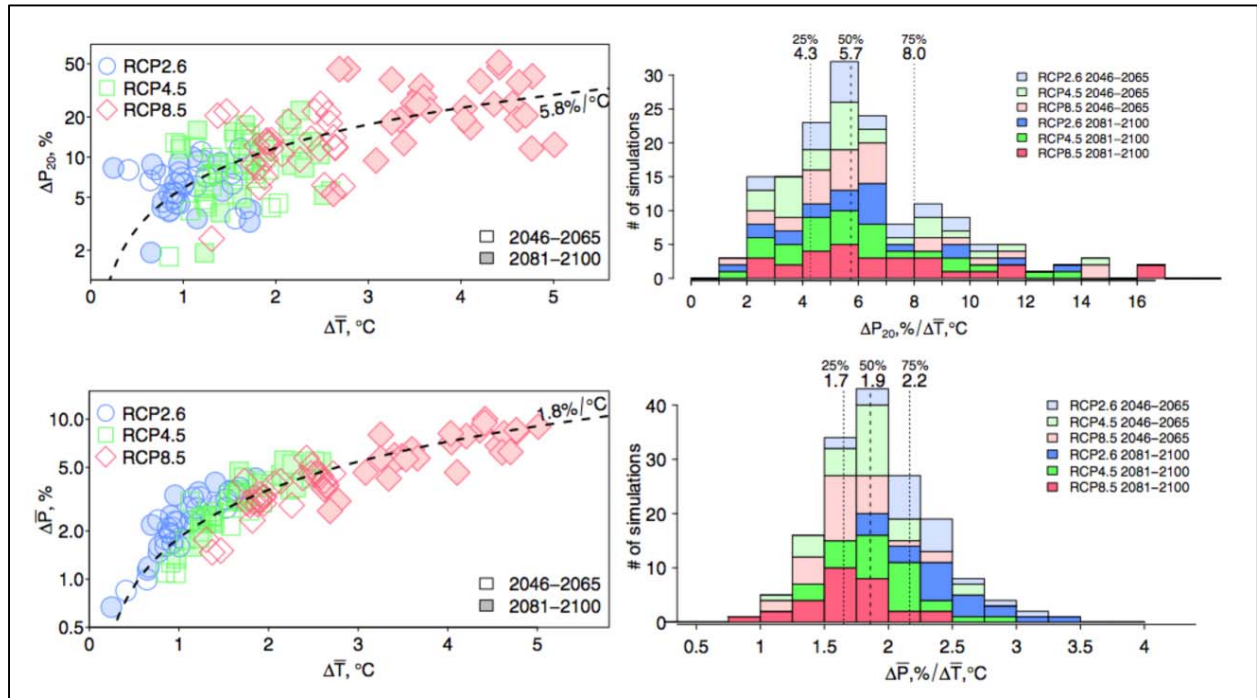 50
20
10
5
2
ΔP20, %
RCP2.6
RCP4.5
RCP8.5
5.8%/°C
2046−2065
2081−2100
0 1 2 3 4 5
ΔT̅, °C
25% 50% 75%
4.3 5.7 8.0
30
25
20
15
10
5
0
# of simulations
RCP2.6 2046−2065
RCP4.5 2046−2065
RCP8.5 2046−2065
RCP2.6 2081−2100
RCP4.5 2081−2100
RCP8.5 2081−2100
0 2 4 6 8 10 12 14 16
ΔP20,%/ΔT̅, °C
10.0
5.0
2.0
1.0
0.5
ΔP̅, %
RCP2.6
RCP4.5
RCP8.5
1.8%/°C
2046−2065
2081−2100
0 1 2 3 4 5
ΔT̅, °C
25% 50% 75%
1.7 1.9 2.2
40
30
20
10
0
# of simulations
RCP2.6 2046−2065
RCP4.5 2046−2065
RCP8.5 2046−2065
RCP2.6 2081−2100
RCP4.5 2081−2100
RCP8.5 2081−2100
0.5 1 1.5 2 2.5 3 3.5 4
ΔP̅,%/ΔT̅, °C